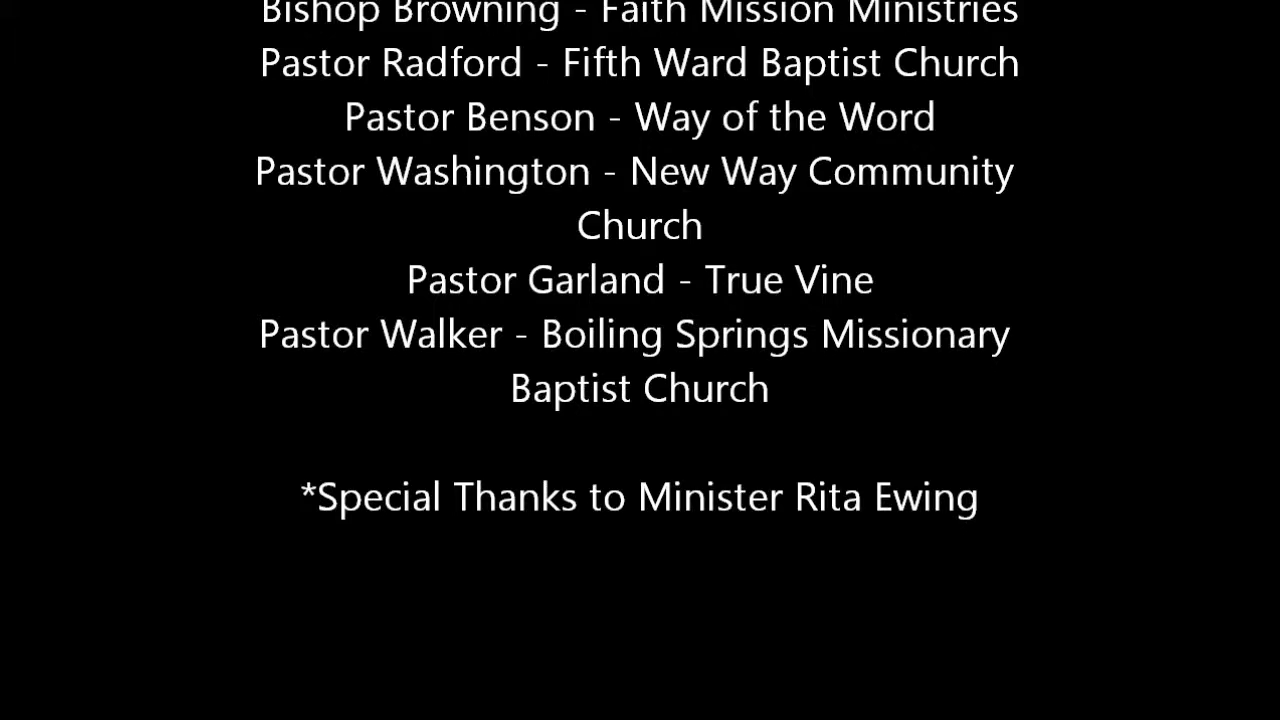 Bishop Browning - Faith Mission Ministries
Pastor Radford - Fifth Ward Baptist Church
Pastor Benson - Way of the Word
Pastor Washington - New Way Community
Church
Pastor Garland - True Vine
Pastor Walker - Boiling Springs Missionary
Baptist Church
*Special Thanks to Minister Rita Ewing